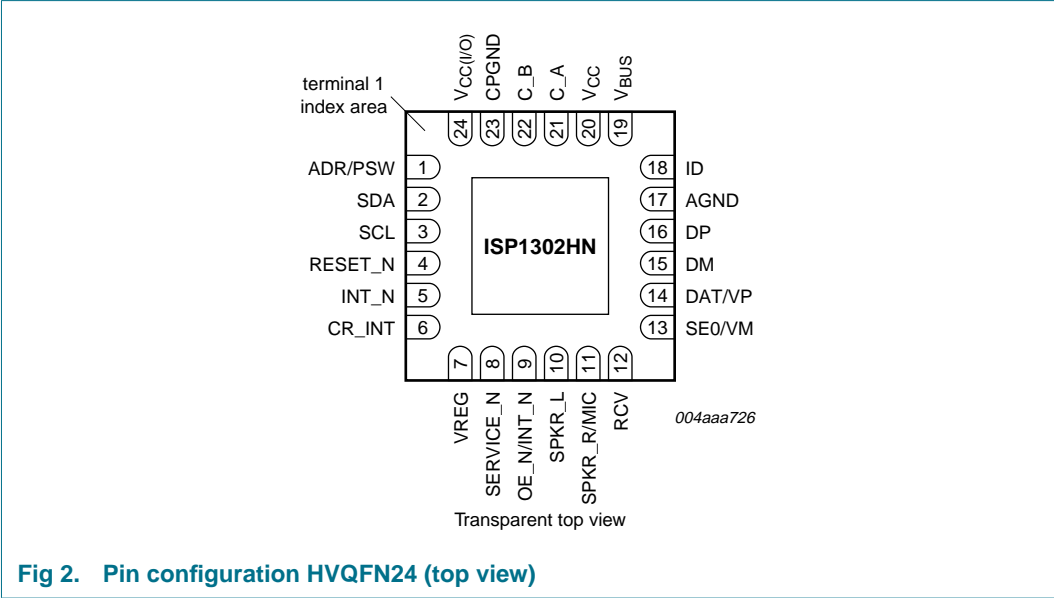 terminal 1
index area
24 VCC(I/O)
23 CPGND
22 C_B
21 C_A
20 VCC
19 VBUS
ADR/PSW 1
SDA 2
SCL 3
RESET_N 4
INT_N 5
CR_INT 6
ISP1302HN
18 ID
17 AGND
16 DP
15 DM
14 DAT/VP
13 SE0/VM
7 VREG
8 SERVICE_N
9 OE_N/INT_N
10 SPKR_L
11 SPKR_R/MIC
12 RCV
004aaa726
Transparent top view
Fig 2. Pin configuration HVQFN24 (top view)